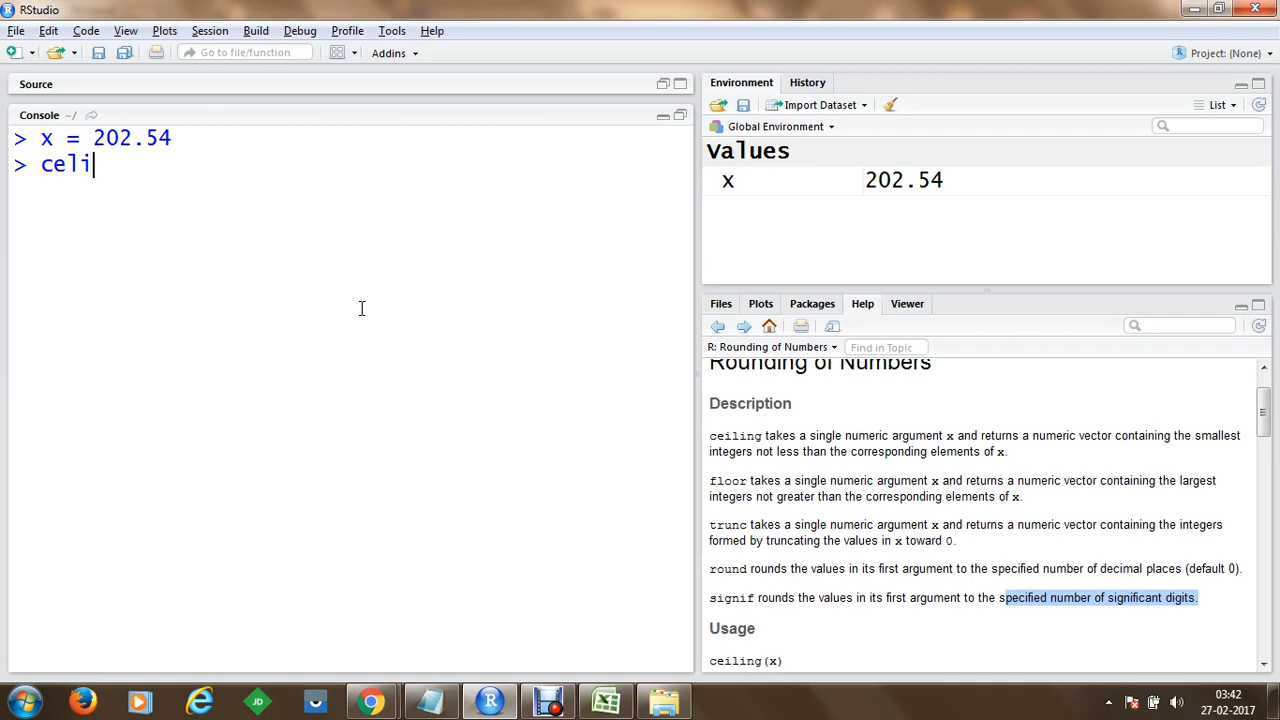 RStudio
File Edit Code View Plots Session Build Debug Profile Tools Help
Go to file/function Addins Project: (None)
Source
Console ~/
> x = 202.54
> celi
Environment History
Import Dataset List
Global Environment
Values
x 202.54
Files Plots Packages Help Viewer
R: Rounding of Numbers Find in Topic
Rounding of Numbers
Description
ceiling takes a single numeric argument x and returns a numeric vector containing the smallest
integers not less than the corresponding elements of x.
floor takes a single numeric argument x and returns a numeric vector containing the largest
integers not greater than the corresponding elements of x.
trunc takes a single numeric argument x and returns a numeric vector containing the integers
formed by truncating the values in x toward 0.
round rounds the values in its first argument to the specified number of decimal places (default 0).
signif rounds the values in its first argument to the specified number of significant digits.
Usage
ceiling(x)
JD
03:42
27-02-2017